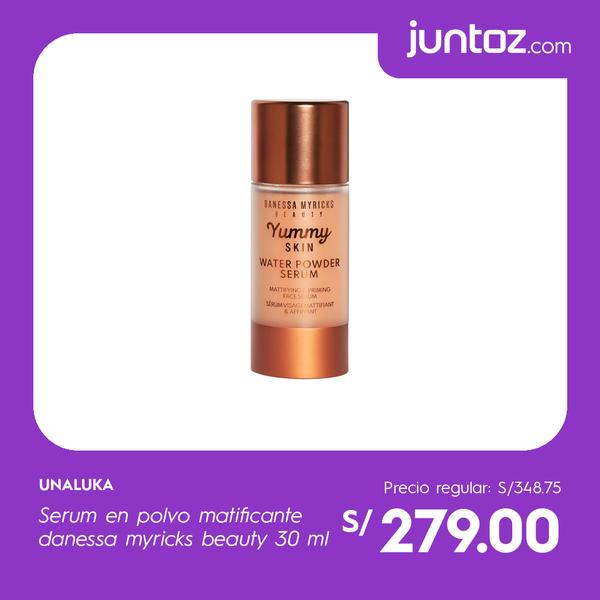 juntoz.com
DANESSA MYRICKS
BEAUTY
Yummy
SKIN
WATER POWDER
SERUM
MATTIFYING & PRIMING
FACE SERUM
SÉRUM VISAGE MATIFIANT
& AFFINANT
UNALUKA
Serum en polvo matificante
danessa myricks beauty 30 ml
Precio regular: S/348.75
S/279.00